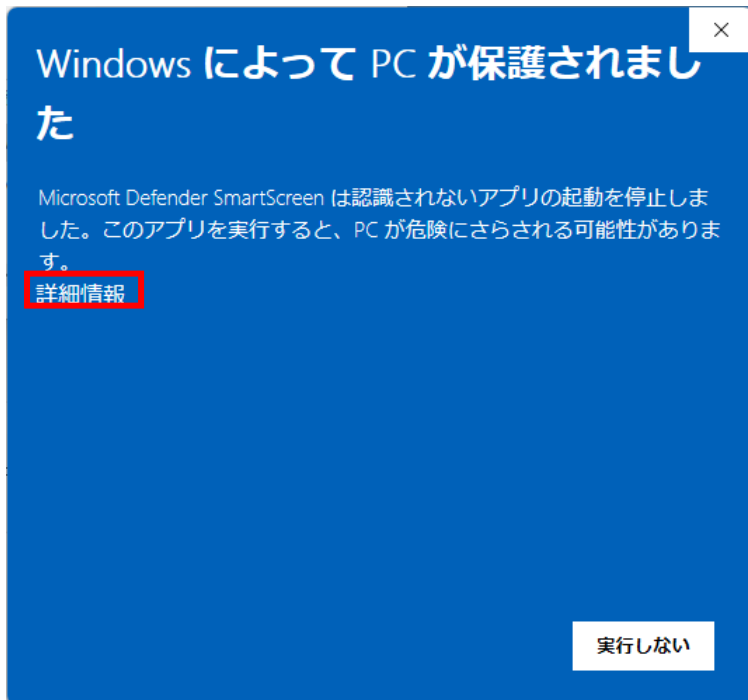 Windows によって PC が保護されまし
た
Microsoft Defender SmartScreen は認識されないアプリの起動を停止しま
した。このアプリを実行すると、PC が危険にさらされる可能性がありま
す。
詳細情報
実行しない